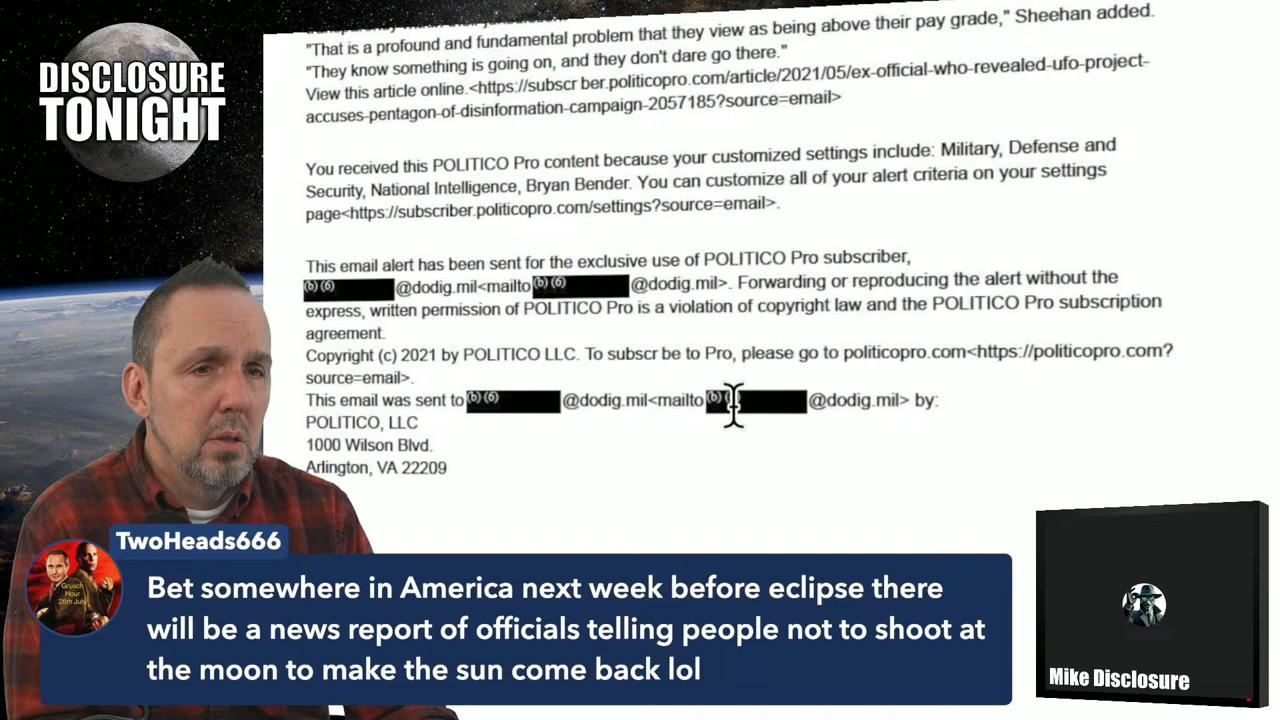 DISCLOSURE
TONIGHT
"That is a profound and fundamental problem that they view as being above their pay grade," Sheehan added.
"They know something is going on, and they don't dare go there."
View this article online.<https://subscr ber.politicopro.com/article/2021/05/ex-official-who-revealed-ufo-project-
accuses-pentagon-of-disinformation-campaign-2057185?source=email>
You received this POLITICO Pro content because your customized settings include: Military, Defense and
Security, National Intelligence, Bryan Bender. You can customize all of your alert criteria on your settings
page<https://subscriber.politicopro.com/settings?source=email>.
This email alert has been sent for the exclusive use of POLITICO Pro subscriber,
(b) (6) @dodig.mil<mailto (b) (6) @dodig.mil>. Forwarding or reproducing the alert without the
express, written permission of POLITICO Pro is a violation of copyright law and the POLITICO Pro subscription
agreement.
Copyright (c) 2021 by POLITICO LLC. To subscr be to Pro, please go to politicopro.com<https://politicopro.com?
source=email>.
This email was sent to (b) (6) @dodig.mil<mailto (b) @dodig.mil> by:
POLITICO, LLC
1000 Wilson Blvd.
Arlington, VA 22209
TwoHeads666
Grusch
Hour
26th July
Bet somewhere in America next week before eclipse there
will be a news report of officials telling people not to shoot at
the moon to make the sun come back lol
Mike Disclosure